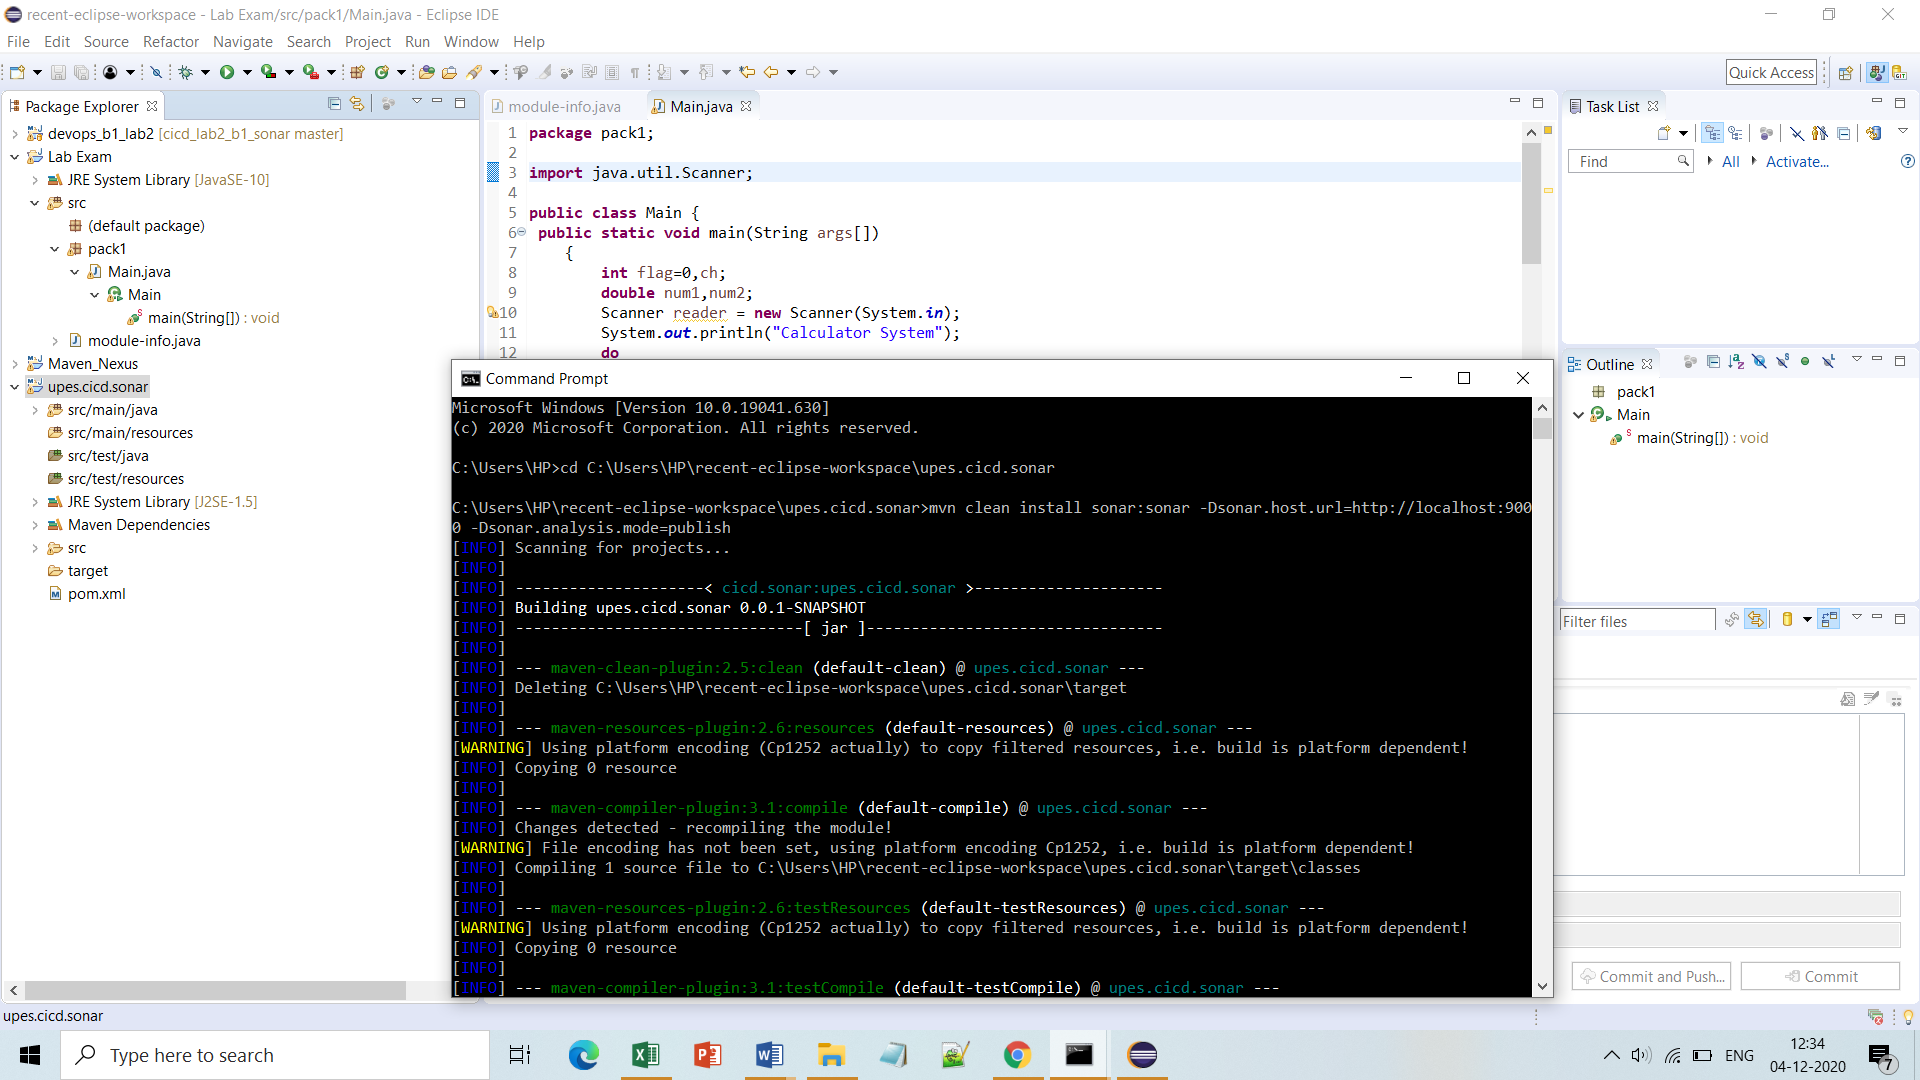 recent-eclipse-workspace - Lab Exam/src/pack1/Main.java - Eclipse IDE
File Edit Source Refactor Navigate Search Project Run Window Help
Quick Access
Package Explorer
devops_b1_lab2 [cicd_lab2_b1_sonar master]
Lab Exam
JRE System Library [JavaSE-10]
src
(default package)
pack1
Main.java
Main
main(String[]) : void
module-info.java
Maven_Nexus
upes.cicd.sonar
src/main/java
src/main/resources
src/test/java
src/test/resources
JRE System Library [J2SE-1.5]
Maven Dependencies
src
target
pom.xml
module-info.java
Main.java
1 package pack1;
2
3 import java.util.Scanner;
4
5 public class Main {
6 public static void main(String args[])
7 {
8 int flag=0,ch;
9 double num1,num2;
10 Scanner reader = new Scanner(System.in);
11 System.out.println("Calculator System");
12 do
Task List
Find
All
Activate...
Outline
pack1
Main
main(String[]) : void
Filter files
Commit and Push...
Commit
Command Prompt
Microsoft Windows [Version 10.0.19041.630]
(c) 2020 Microsoft Corporation. All rights reserved.
C:\Users\HP>cd C:\Users\HP\recent-eclipse-workspace\upes.cicd.sonar
C:\Users\HP\recent-eclipse-workspace\upes.cicd.sonar>mvn clean install sonar:sonar -Dsonar.host.url=http://localhost:900
0 -Dsonar.analysis.mode=publish
[INFO] Scanning for projects...
[INFO]
[INFO] ---------------------< cicd.sonar:upes.cicd.sonar >---------------------
[INFO] Building upes.cicd.sonar 0.0.1-SNAPSHOT
[INFO] --------------------------------[ jar ]---------------------------------
[INFO]
[INFO] --- maven-clean-plugin:2.5:clean (default-clean) @ upes.cicd.sonar ---
[INFO] Deleting C:\Users\HP\recent-eclipse-workspace\upes.cicd.sonar\target
[INFO]
[INFO] --- maven-resources-plugin:2.6:resources (default-resources) @ upes.cicd.sonar ---
[WARNING] Using platform encoding (Cp1252 actually) to copy filtered resources, i.e. build is platform dependent!
[INFO] Copying 0 resource
[INFO]
[INFO] --- maven-compiler-plugin:3.1:compile (default-compile) @ upes.cicd.sonar ---
[INFO] Changes detected - recompiling the module!
[WARNING] File encoding has not been set, using platform encoding Cp1252, i.e. build is platform dependent!
[INFO] Compiling 1 source file to C:\Users\HP\recent-eclipse-workspace\upes.cicd.sonar\target\classes
[INFO]
[INFO] --- maven-resources-plugin:2.6:testResources (default-testResources) @ upes.cicd.sonar ---
[WARNING] Using platform encoding (Cp1252 actually) to copy filtered resources, i.e. build is platform dependent!
[INFO] Copying 0 resource
[INFO]
[INFO] --- maven-compiler-plugin:3.1:testCompile (default-testCompile) @ upes.cicd.sonar ---
upes.cicd.sonar
Type here to search
ENG
12:34
04-12-2020
7